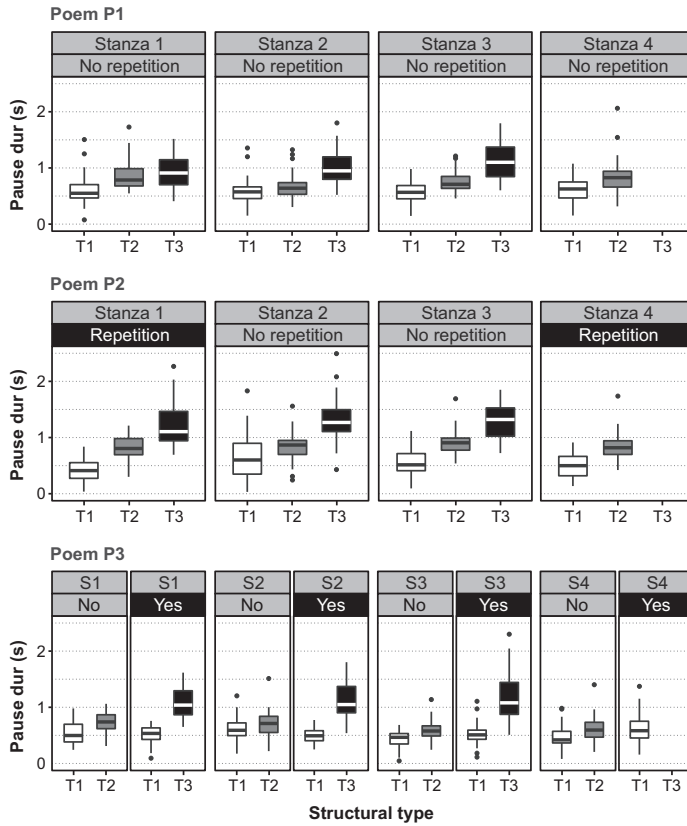 Poem P1
Stanza 1 Stanza 2 Stanza 3 Stanza 4
No repetition No repetition No repetition No repetition
Pause dur (s)
2
1
0
T1 T2 T3 T1 T2 T3 T1 T2 T3 T1 T2 T3
Poem P2
Stanza 1 Stanza 2 Stanza 3 Stanza 4
Repetition No repetition No repetition Repetition
Pause dur (s)
2
1
0
T1 T2 T3 T1 T2 T3 T1 T2 T3 T1 T2 T3
Poem P3
S1 S1 S2 S2 S3 S3 S4 S4
No Yes No Yes No Yes No Yes
Pause dur (s)
2
1
0
T1 T2 T1 T3 T1 T2 T1 T3 T1 T2 T1 T3 T1 T2 T1 T3
Structural type